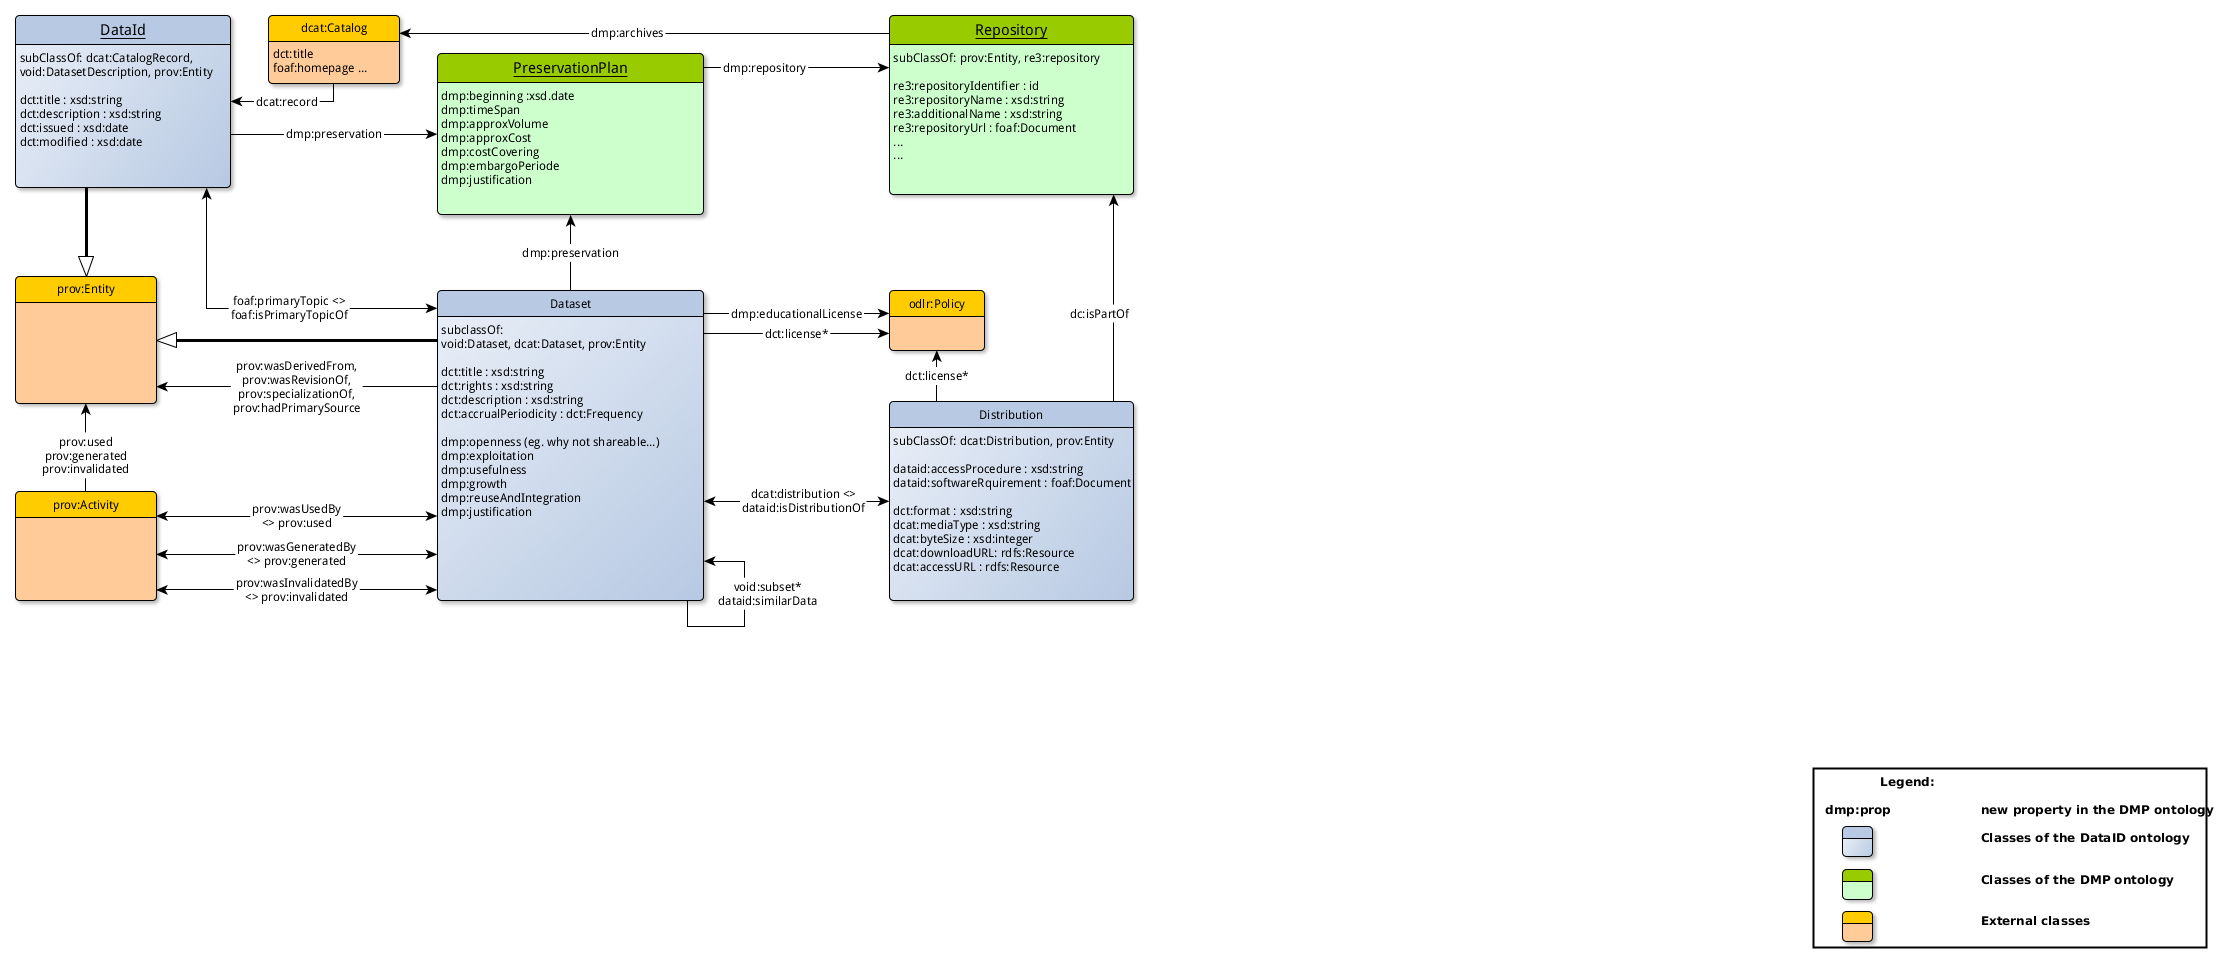 DataId
subClassOf: dcat:CatalogRecord,
void:DatasetDescription, prov:Entity
dct:title : xsd:string
dct:description : xsd:string
dct:issued : xsd:date
dct:modified : xsd:date
dcat:Catalog
dct:title
foaf:homepage ...
dcat:record
dmp:archives
dmp:preservation
PreservationPlan
dmp:beginning :xsd.date
dmp:timeSpan
dmp:approxVolume
dmp:approxCost
dmp:costCovering
dmp:embargoPeriode
dmp:justification
dmp:repository
Repository
subClassOf: prov:Entity, re3:repository
re3:repositoryIdentifier : id
re3:repositoryName : xsd:string
re3:additionalName : xsd:string
re3:repositoryUrl : foaf:Document
...
...
dmp:preservation
prov:Entity
foaf:primaryTopic <>
foaf:isPrimaryTopicOf
prov:wasDerivedFrom,
prov:wasRevisionOf,
prov:specializationOf,
prov:hadPrimarySource
prov:used
prov:generated
prov:invalidated
prov:Activity
prov:wasUsedBy
<> prov:used
prov:wasGeneratedBy
<> prov:generated
prov:wasInvalidatedBy
<> prov:invalidated
Dataset
subclassOf:
void:Dataset, dcat:Dataset, prov:Entity
dct:title : xsd:string
dct:rights : xsd:string
dct:description : xsd:string
dct:accrualPeriodicity : dct:Frequency
dmp:openness (eg. why not shareable...)
dmp:exploitation
dmp:usefulness
dmp:growth
dmp:reuseAndIntegration
dmp:justification
dmp:educationalLicense
dct:license*
odlr:Policy
dct:license*
dc:isPartOf
dcat:distribution <>
dataid:isDistributionOf
void:subset*
dataid:similarData
Distribution
subClassOf: dcat:Distribution, prov:Entity
dataid:accessProcedure : xsd:string
dataid:softwareRquirement : foaf:Document
dct:format : xsd:string
dcat:mediaType : xsd:string
dcat:byteSize : xsd:integer
dcat:downloadURL: rdfs:Resource
dcat:accessURL : rdfs:Resource
Legend:
dmp:prop new property in the DMP ontology
Classes of the DataID ontology
Classes of the DMP ontology
External classes